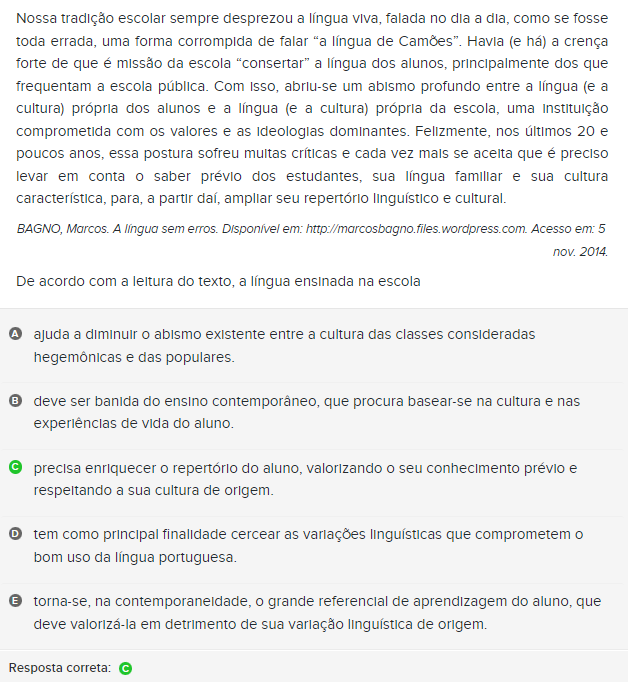 Nossa tradição escolar sempre desprezou a língua viva, falada no dia a dia, como se fosse
toda errada, uma forma corrompida de falar “a língua de Camões”. Havia (e há) a crença
forte de que é missão da escola “consertar” a língua dos alunos, principalmente dos que
frequentam a escola pública. Com isso, abriu-se um abismo profundo entre a língua (e a
cultura) própria dos alunos e a língua (e a cultura) própria da escola, uma instituição
comprometida com os valores e as ideologias dominantes. Felizmente, nos últimos 20 e
poucos anos, essa postura sofreu muitas críticas e cada vez mais se aceita que é preciso
levar em conta o saber prévio dos estudantes, sua língua familiar e sua cultura
característica, para, a partir daí, ampliar seu repertório linguístico e cultural.
BAGNO, Marcos. A língua sem erros. Disponível em: http://marcosbagno.files.wordpress.com. Acesso em: 5
nov. 2014.
De acordo com a leitura do texto, a língua ensinada na escola
A ajuda a diminuir o abismo existente entre a cultura das classes consideradas
hegemônicas e das populares.
B deve ser banida do ensino contemporâneo, que procura basear-se na cultura e nas
experiências de vida do aluno.
C precisa enriquecer o repertório do aluno, valorizando o seu conhecimento prévio e
respeitando a sua cultura de origem.
D tem como principal finalidade cercear as variações linguísticas que comprometem o
bom uso da língua portuguesa.
E torna-se, na contemporaneidade, o grande referencial de aprendizagem do aluno, que
deve valorizá-la em detrimento de sua variação linguística de origem.
Resposta correta: C